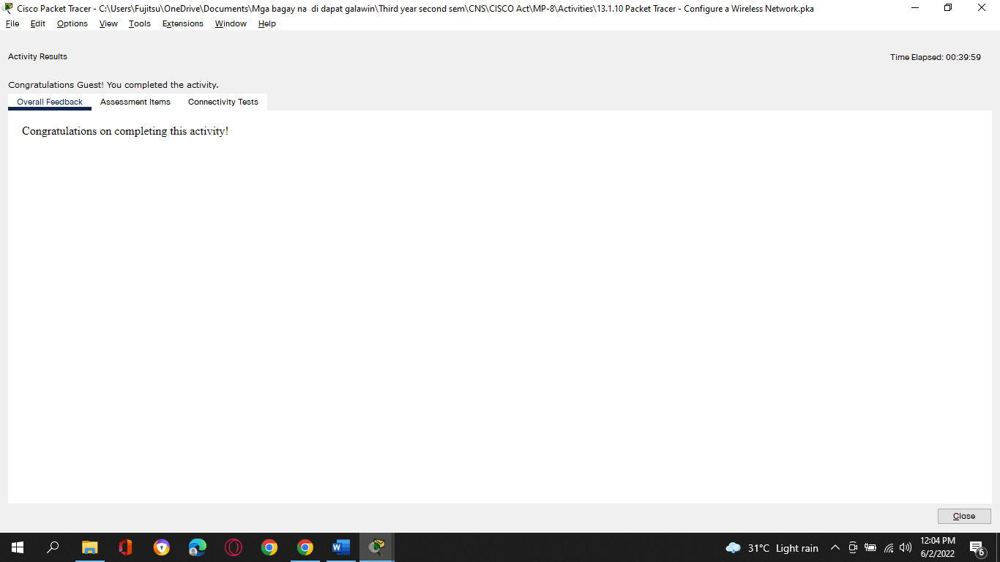 Cisco Packet Tracer - C:\Users\Fujitsu\OneDrive\Documents\Mga bagay na  di dapat galawin\Third year second sem\CNS\CISCO Act\MP-8\Activities\13.1.10 Packet Tracer - Configure a Wireless Network.pka
File Edit Options View Tools Extensions Window Help
Activity Results Time Elapsed: 00:39:59
Congratulations Guest! You completed the activity.
Overall Feedback Assessment Items Connectivity Tests
Congratulations on completing this activity!
Close
31°C Light rain 12:04 PM
6/2/2022 6